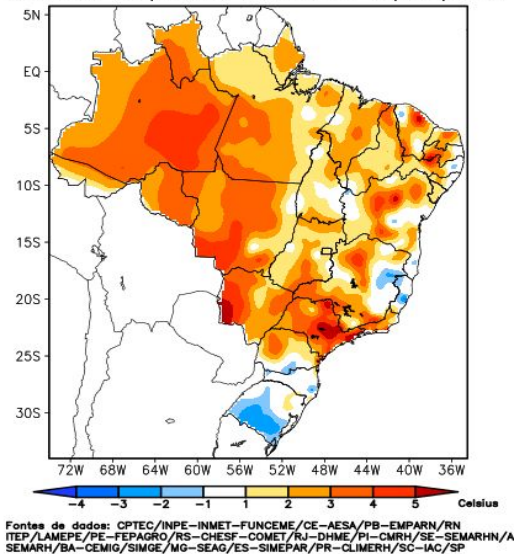 5N
EQ
5S
10S
15S
20S
25S
30S
72W 68W 64W 60W 56W 52W 48W 44W 40W 36W
-4 -3 -2 -1 1 2 3 4 5 Celsius
Fontes de dados: CPTEC/INPE-INMET-FUNCEME/CE-AESA/PB-EMPARN/RN
ITEP/LAMEPE/PE-FEPAGRO/RS-CHESF-COMET/RJ-DHME/PI-CMRH/SE-SEMARHN/A
SEMARH/BA-CEMIG/SIMGE/MG-SEAG/ES-SIMEPAR/PR-CLIMERH/SC-IAC/SP